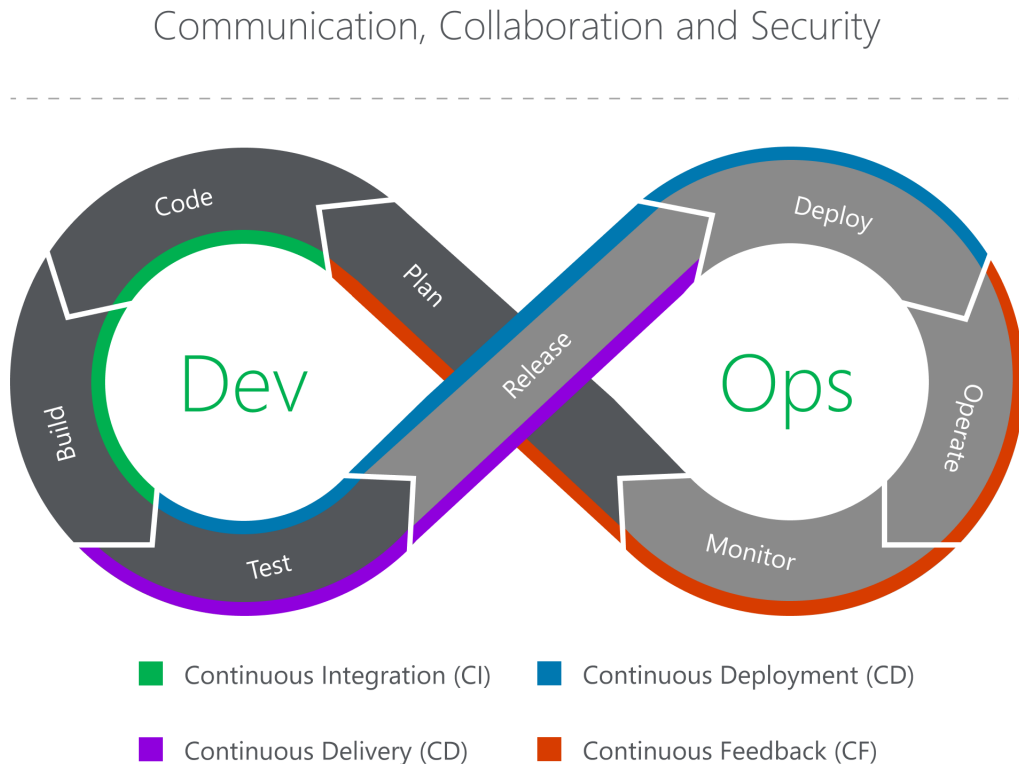 Communication, Collaboration and Security
Code
Plan
Build
Dev
Test
Release
Deploy
Ops
Operate
Monitor
Continuous Integration (CI)
Continuous Deployment (CD)
Continuous Delivery (CD)
Continuous Feedback (CF)